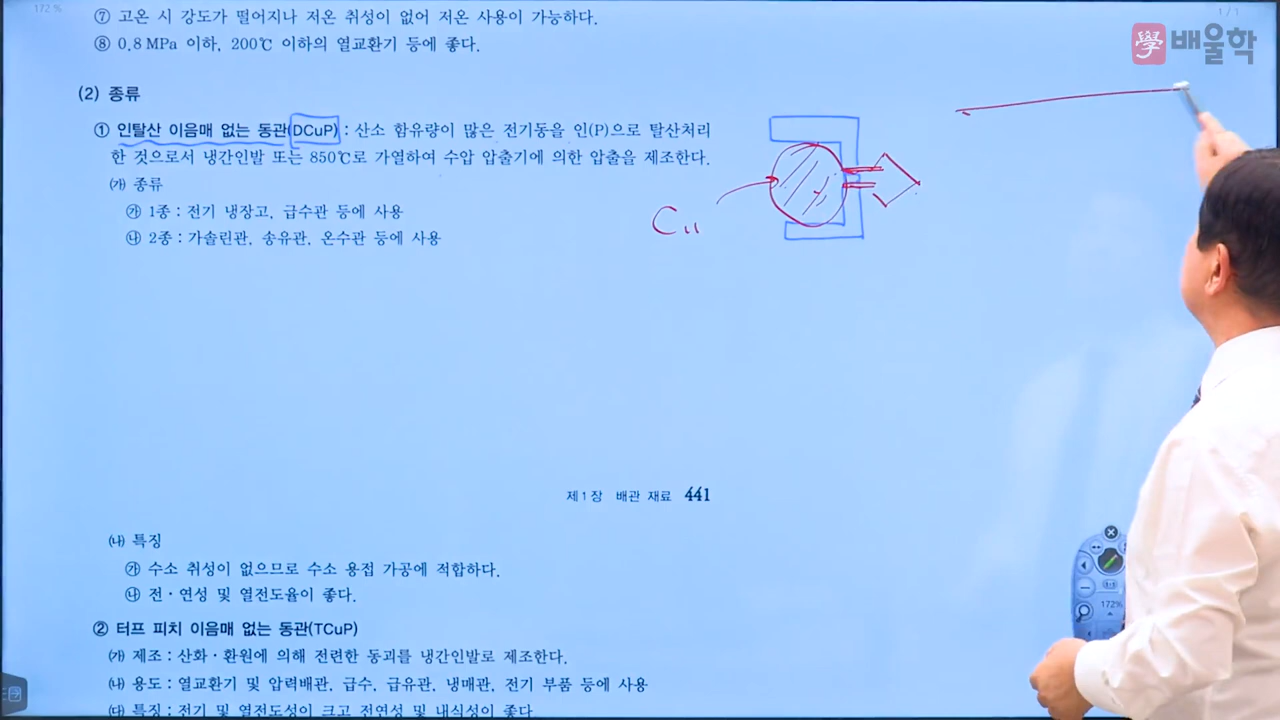 172 %
1 / 1
⑦ 고온 시 강도가 떨어지나 저온 취성이 없어 저온 사용이 가능하다.
學 배울학
⑧ 0.8 MPa 이하, 200℃ 이하의 열교환기 등에 좋다.
(2) 종류
① 인탈산 이음매 없는 동관(DCuP) : 산소 함유량이 많은 전기동을 인(P)으로 탈산처리
한 것으로서 냉간인발 또는 850℃로 가열하여 수압 압출기에 의한 압출을 제조한다.
㈎ 종류
㉮ 1종 : 전기 냉장고, 급수관 등에 사용
Cu
㉯ 2종 : 가솔린관, 송유관, 온수관 등에 사용
제 1 장 배관 재료 441
㈏ 특징
㉮ 수소 취성이 없으므로 수소 용접 가공에 적합하다.
㉯ 전·연성 및 열전도율이 좋다.
172%
② 터프 피치 이음매 없는 동관(TCuP)
㈎ 제조 : 산화·환원에 의해 전련한 동괴를 냉간인발로 제조한다.
㈏ 용도 : 열교환기 및 압력배관, 급수, 급유관, 냉매관, 전기 부품 등에 사용
㈐ 특징 : 전기 및 열전도성이 크고 전연성 및 내식성이 좋다